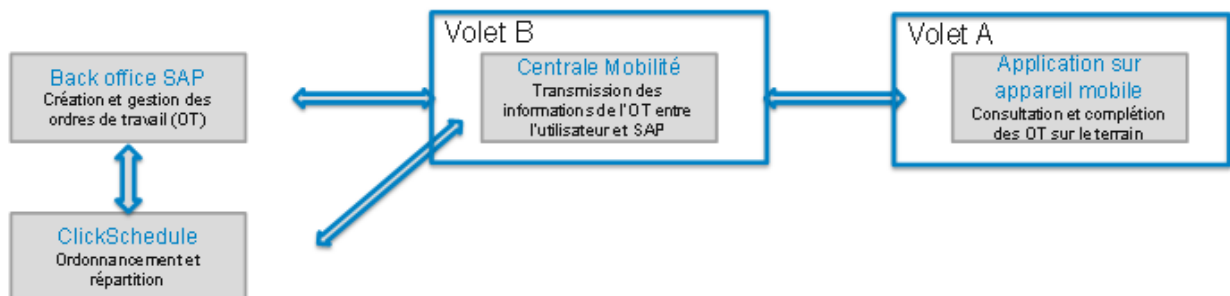 Back office SAP
Création et gestion des
ordres de travail (OT)
ClickSchedule
Ordonnancement et
répartition
Volet B
Centrale Mobilité
Transmission des
informations de l'OT entre
l'utilisateur et SAP
Volet A
Application sur
appareil mobile
Consultation et complétion
des OT sur le terrain